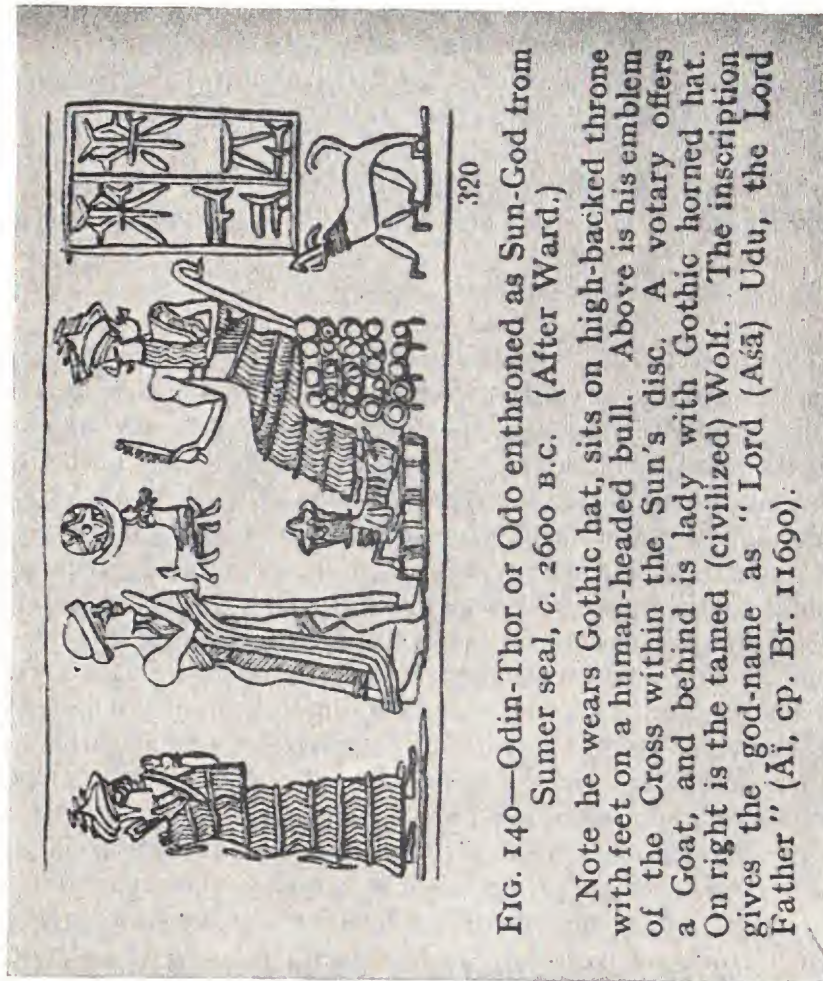 320
FIG. 140—Odin-Thor or Odo enthroned as Sun-God from
Sumer seal, c. 2600 B.C. (After Ward.)
Note he wears Gothic hat, sits on high-backed throne
with feet on a human-headed bull. Above is his emblem
of the Cross within the Sun's disc. A votary offers
a Goat, and behind is lady with Gothic horned hat.
On right is the tamed (civilized) Wolf. The inscription
gives the god-name as "Lord (Aśā) Udu, the Lord
Father" (Äi, cp. Br. 11690).